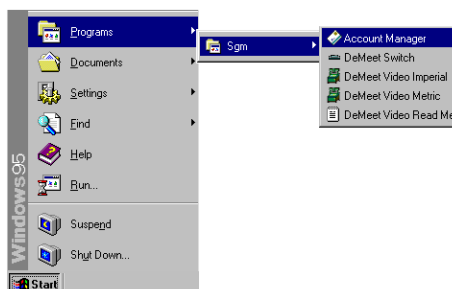 Programs
Documents
Settings
Find
Help
Run...
Suspend
Shut Down...
Windows95
Start
Sgm
Account Manager
DeMeet Switch
DeMeet Video Imperial
DeMeet Video Metric
DeMeet Video Read Me